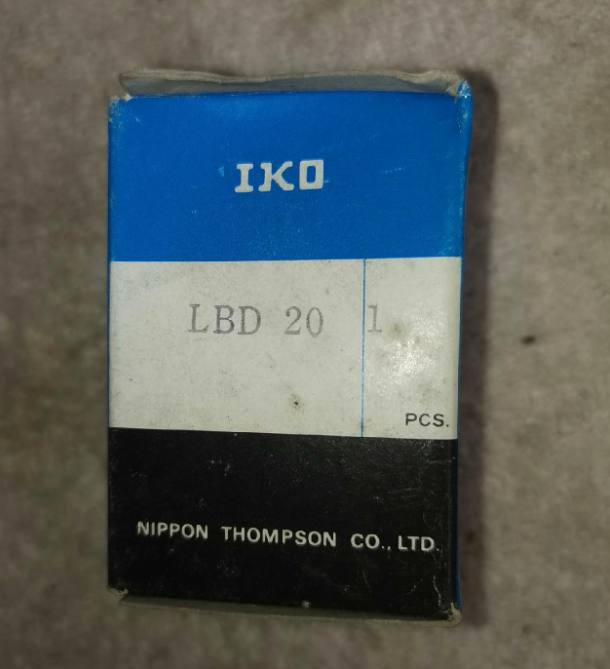 IKO
LBD 20 1
PCS.
NIPPON THOMPSON CO., LTD.